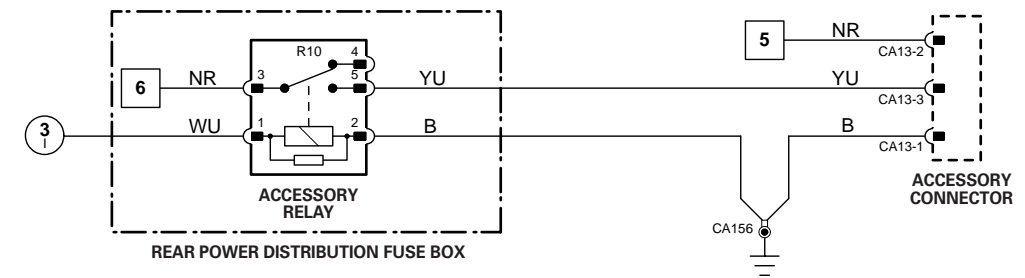 R10
4
5
NR
CA13-2
6
NR
3
5
YU
YU
CA13-3
3
I
WU
1
2
B
B
CA13-1
ACCESSORY
RELAY
ACCESSORY
CONNECTOR
CA156
REAR POWER DISTRIBUTION FUSE BOX